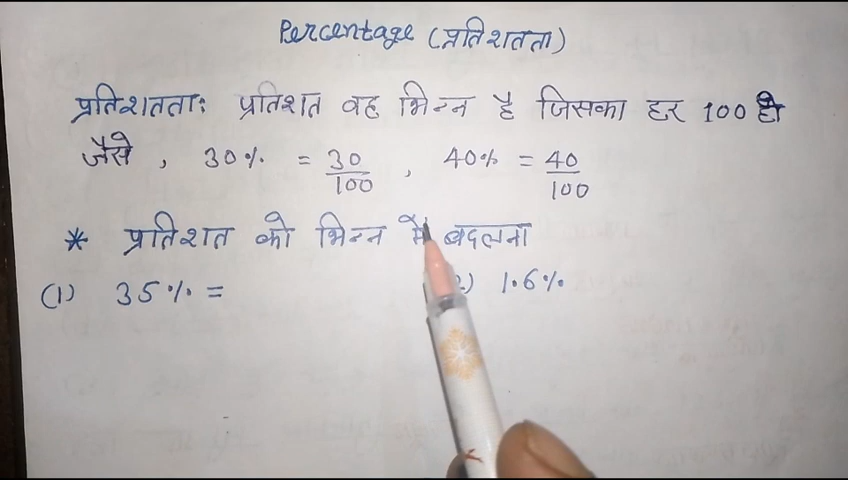 Percentage (प्रतिशतता)
प्रतिशतताः प्रतिशत वह भिन्न है जिसका हर 100 हो
जैसे , 30% = 30/100 , 40% = 40/100
* प्रतिशत को भिन्न में बदलना
(1) 35% = 2) 1.6%